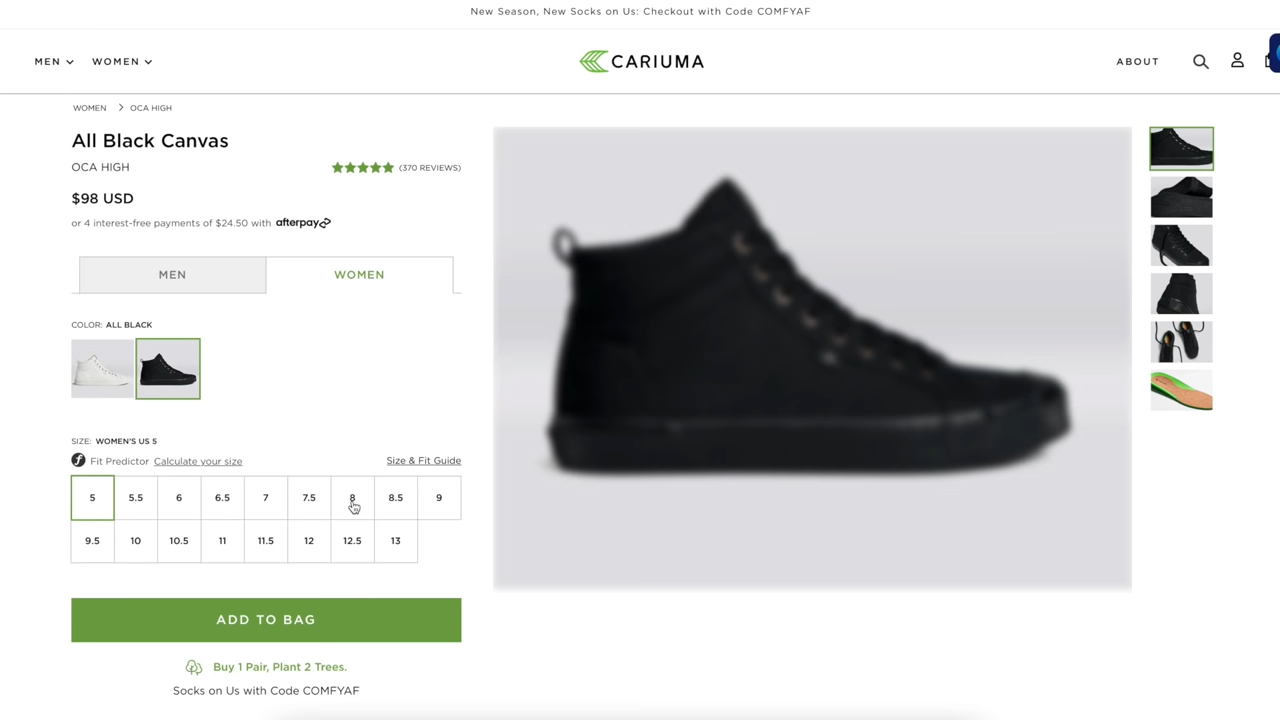 New Season, New Socks on Us: Checkout with Code COMFYAF
MEN WOMEN CARIUMA ABOUT
WOMEN > OCA HIGH
All Black Canvas
OCA HIGH (370 REVIEWS)
$98 USD
or 4 interest-free payments of $24.50 with afterpay
MEN WOMEN
COLOR: ALL BLACK
SIZE: WOMEN'S US 5
Fit Predictor Calculate your size Size & Fit Guide
5 5.5 6 6.5 7 7.5 8 8.5 9
9.5 10 10.5 11 11.5 12 12.5 13
ADD TO BAG
Buy 1 Pair, Plant 2 Trees.
Socks on Us with Code COMFYAF